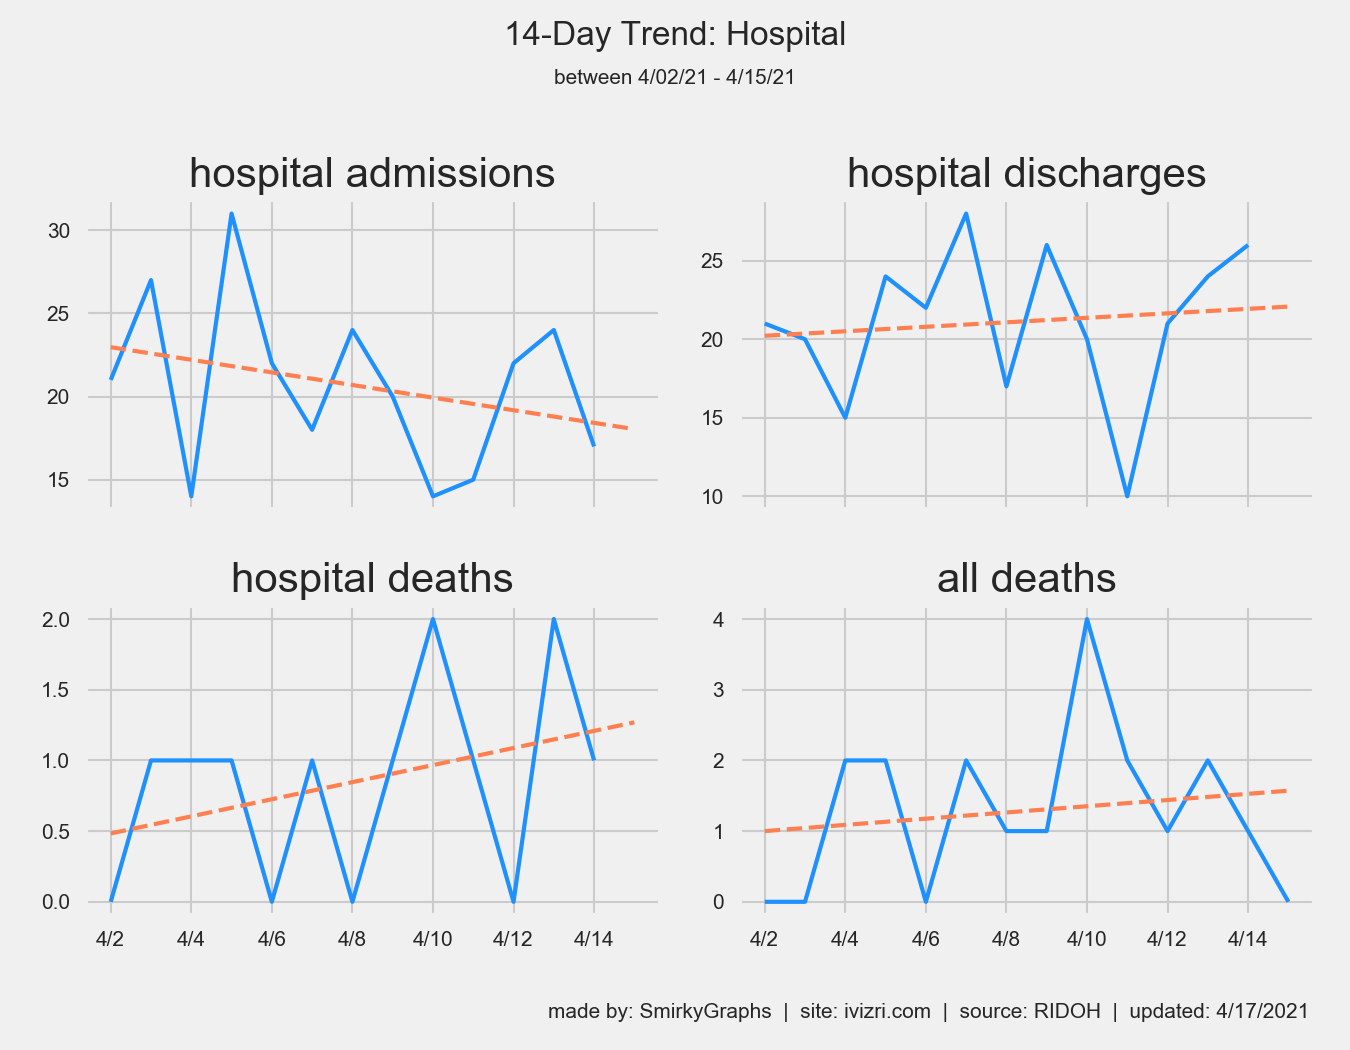 14-Day Trend: Hospital
between 4/02/21 - 4/15/21
hospital admissions
30
25
20
15
hospital discharges
25
20
15
10
hospital deaths
2.0
1.5
1.0
0.5
0.0
4/2 4/4 4/6 4/8 4/10 4/12 4/14
all deaths
4
3
2
1
0
4/2 4/4 4/6 4/8 4/10 4/12 4/14
made by: SmirkyGraphs | site: ivizri.com | source: RIDOH | updated: 4/17/2021